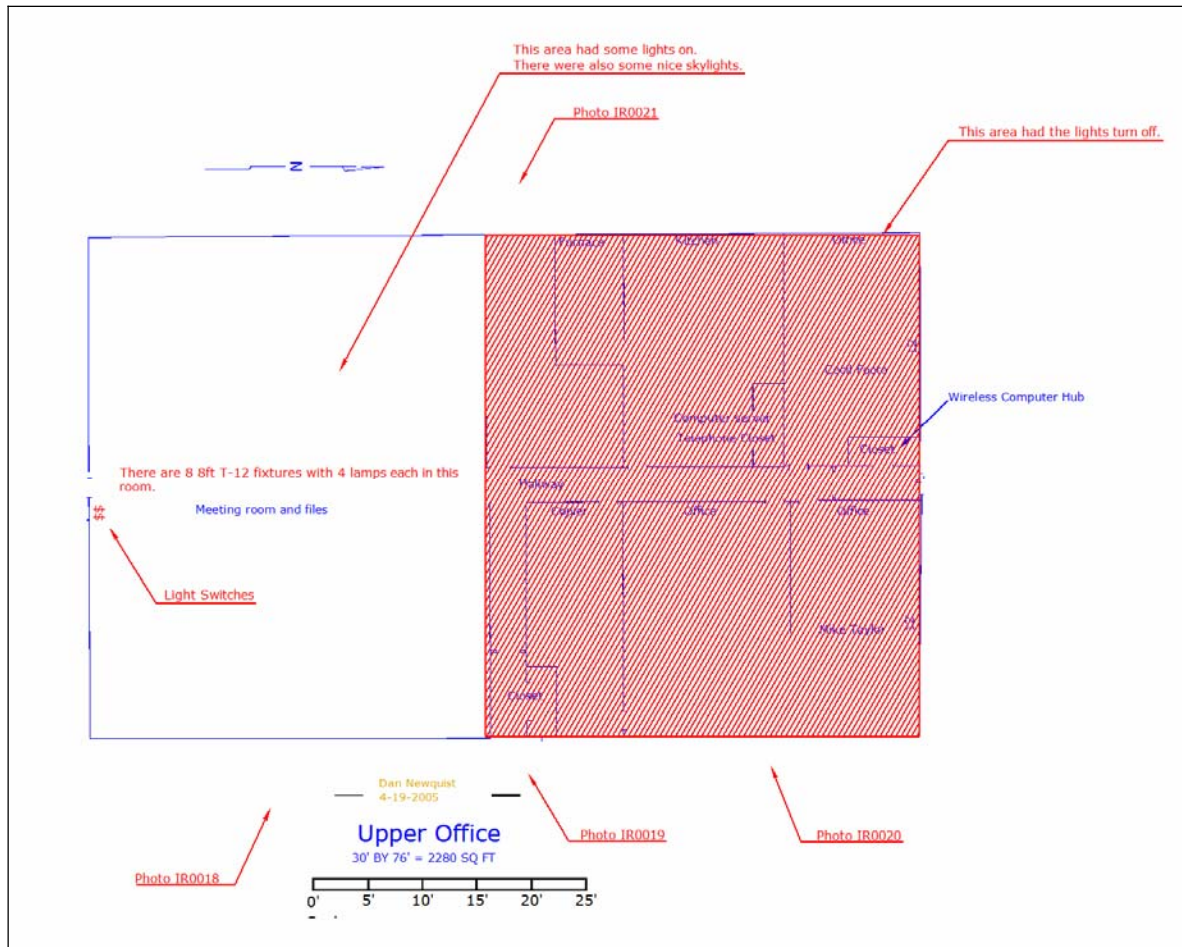 This area had some lights on.
There were also some nice skylights.
Photo IR0021
This area had the lights turn off.
N
Furnace
Kitchen
Office
Cecil Foote
Wireless Computer Hub
Computer server
Telephone Closet
Closet
There are 8 8ft T-12 fixtures with 4 lamps each in this
room.
Hallway
$$
Meeting room and files
Copier
Office
Office
Light Switches
Mike Taylor
Closet
Dan Newquist
4-19-2005
Upper Office
30' BY 76' = 2280 SQ FT
Photo IR0019
Photo IR0020
Photo IR0018
0' 5' 10' 15' 20' 25'